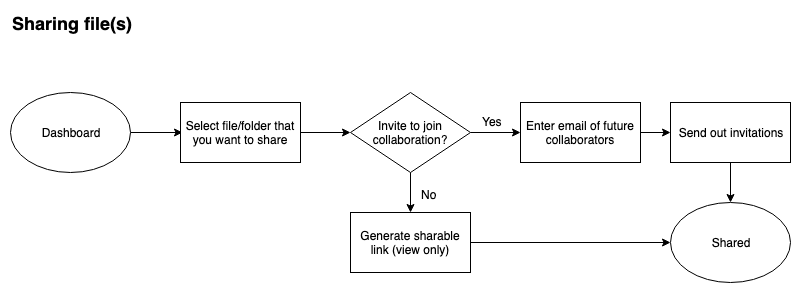 Sharing file(s)
Dashboard
Select file/folder that
you want to share
Invite to join
collaboration?
Yes
Enter email of future
collaborators
Send out invitations
No
Generate sharable
link (view only)
Shared